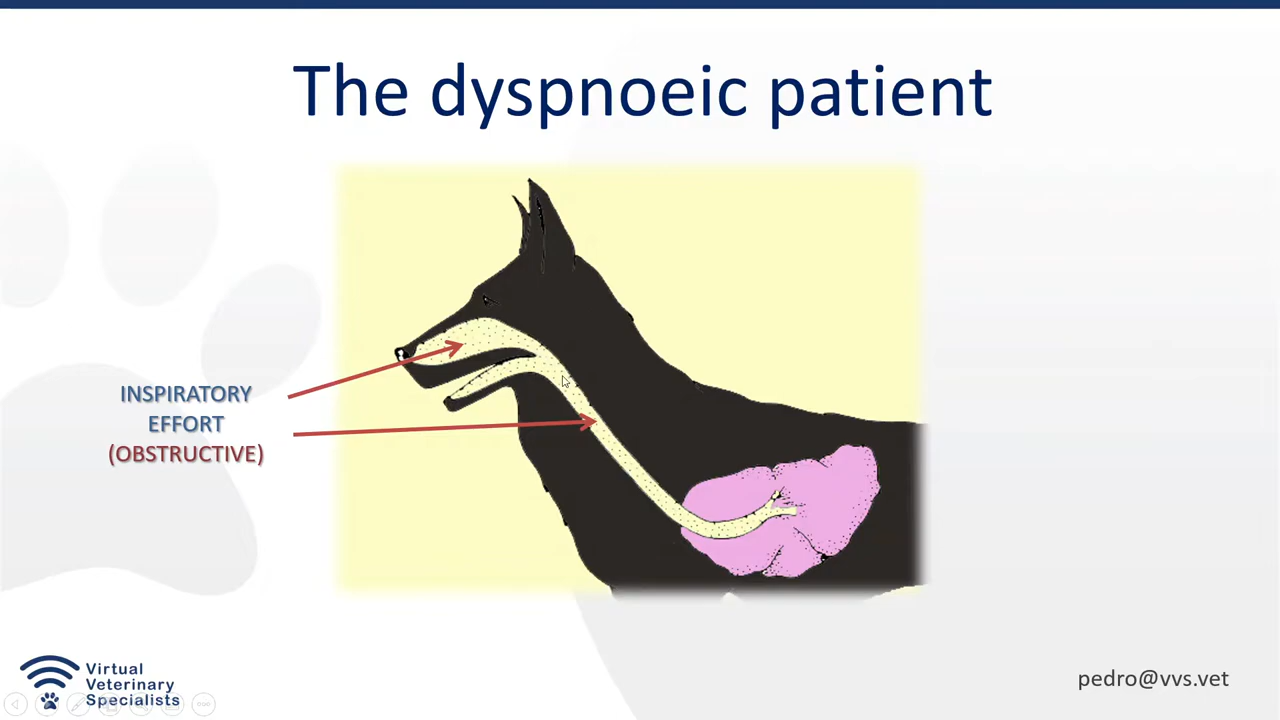 The dyspnoeic patient
INSPIRATORY
EFFORT
(OBSTRUCTIVE)
Virtual
Veterinary
Specialists
pedro@vvs.vet